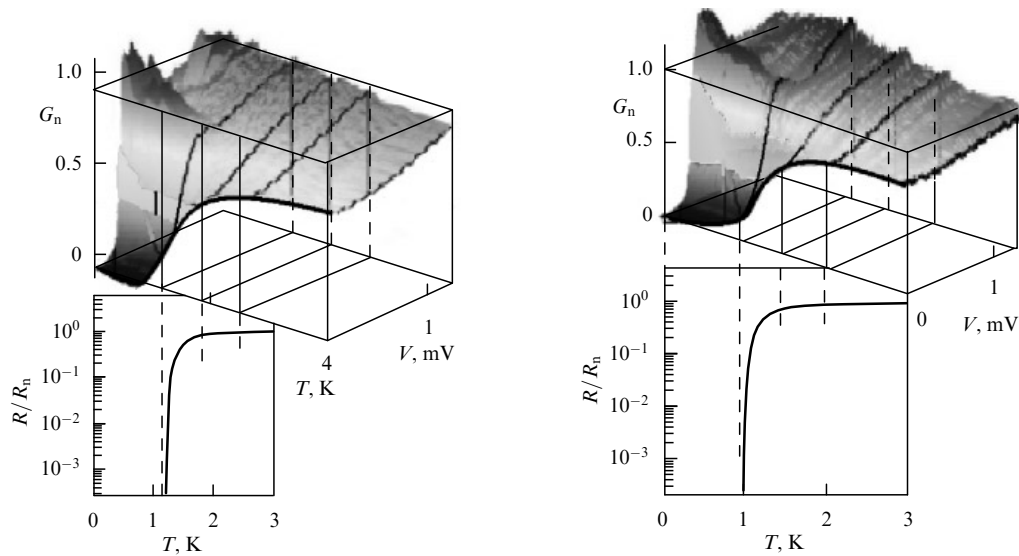 1.0
G_n
0.5
0
1
V, mV
4
T, K
10^0
10^{-1}
10^{-2}
10^{-3}
R/R_n
0 1 2 3
T, K
1.0
G_n
0.5
0
1
V, mV
0
10^0
10^{-1}
10^{-2}
10^{-3}
R/R_n
0 1 2 3
T, K